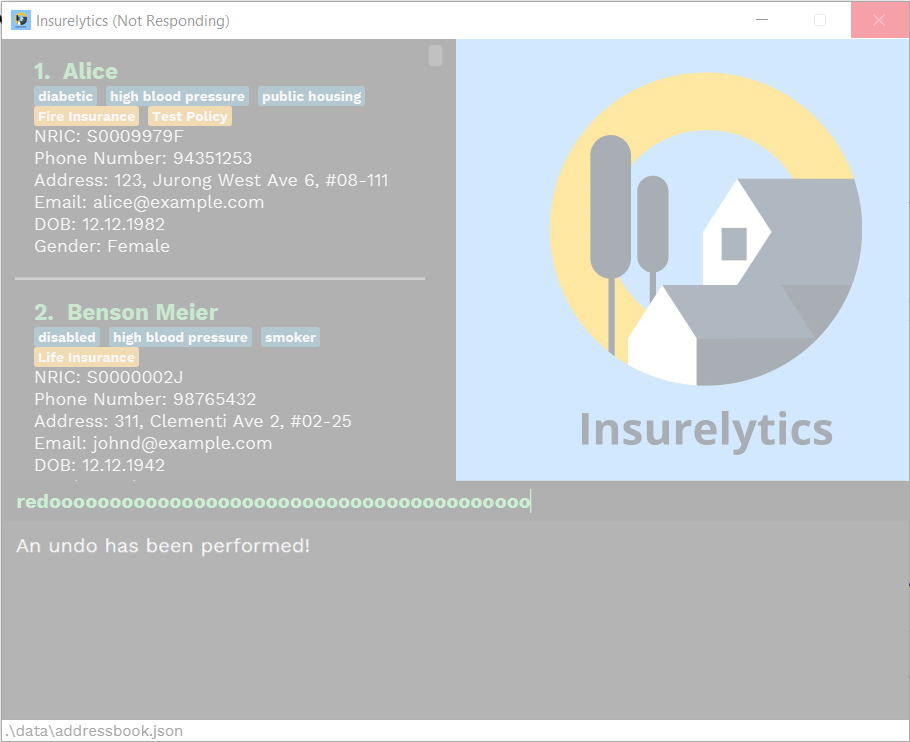 Insurelytics (Not Responding)
1. Alice
diabetic high blood pressure public housing
Fire Insurance Test Policy
NRIC: S0009979F
Phone Number: 94351253
Address: 123, Jurong West Ave 6, #08-111
Email: alice@example.com
DOB: 12.12.1982
Gender: Female
2. Benson Meier
disabled high blood pressure smoker
Life Insurance
NRIC: S0000002J
Phone Number: 98765432
Address: 311, Clementi Ave 2, #02-25
Email: johnd@example.com
DOB: 12.12.1942
Insurelytics
redoooooooooooooooooooooooooooooooooooooooo
An undo has been performed!
.\data\addressbook.json